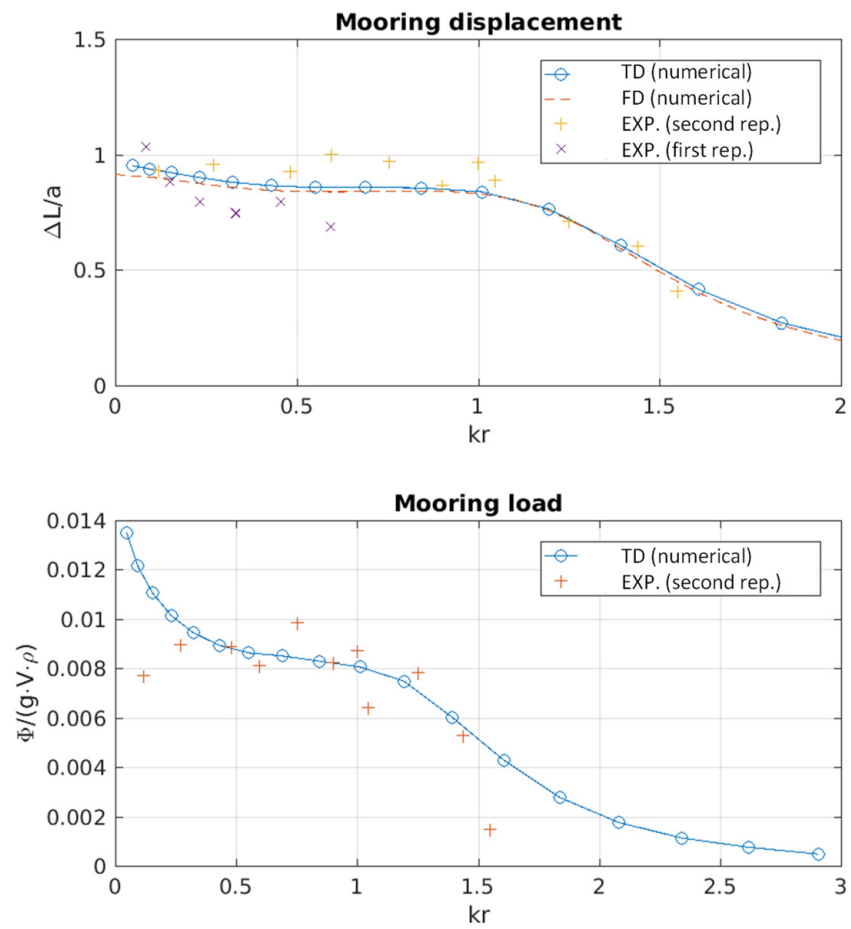 Mooring displacement
1.5
1
0.5
0
ΔL/a
TD (numerical)
FD (numerical)
EXP. (second rep.)
EXP. (first rep.)
0 0.5 1 1.5 2
kr
Mooring load
0.014
0.012
0.01
0.008
0.006
0.004
0.002
0
Φ/(g·V·ρ)
TD (numerical)
EXP. (second rep.)
0 0.5 1 1.5 2 2.5 3
kr